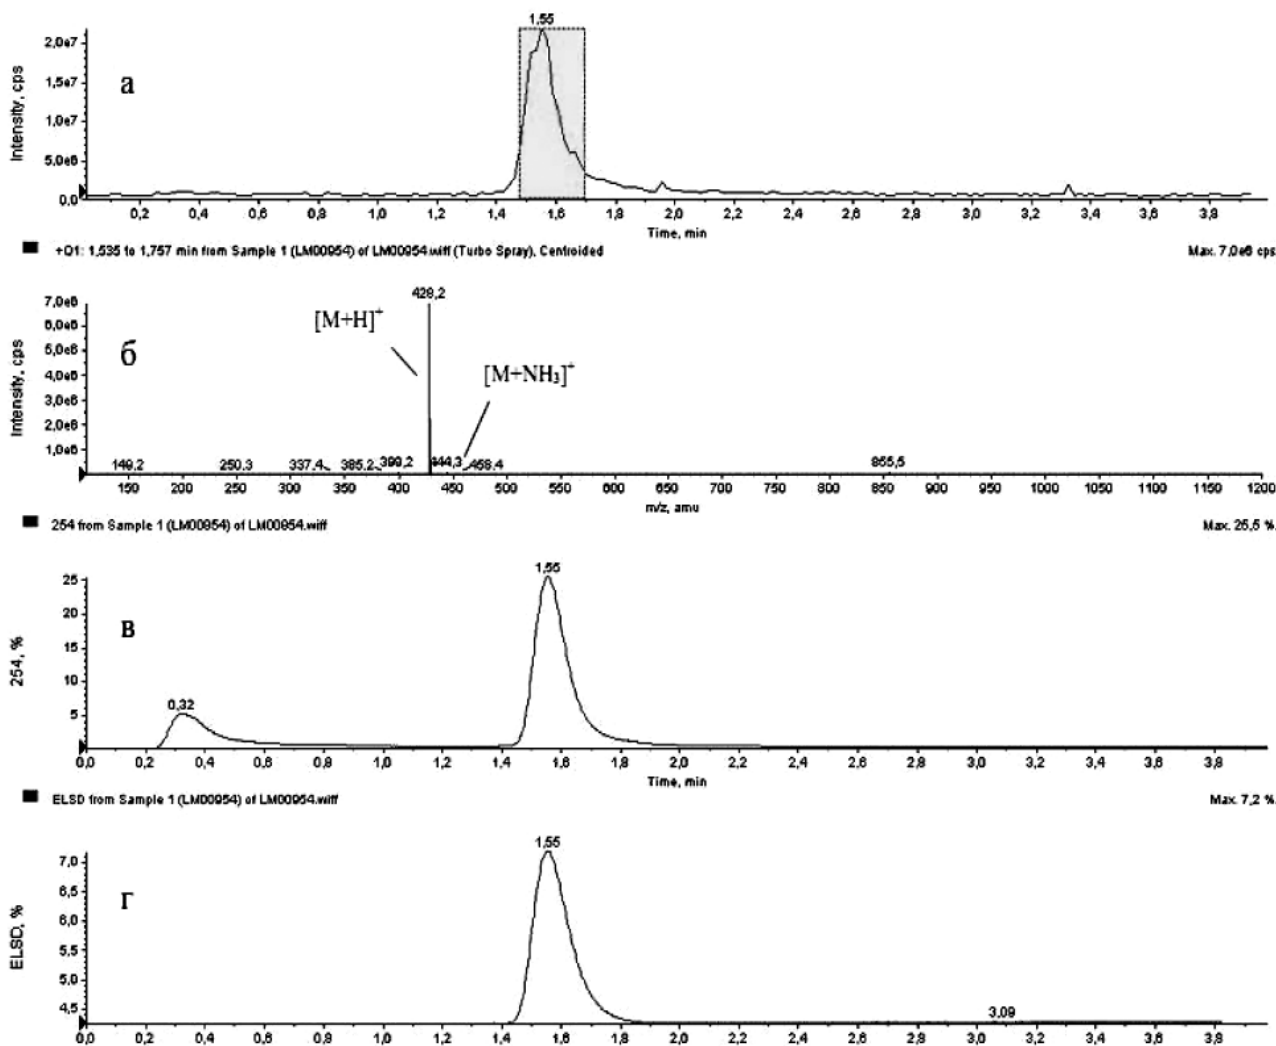 1,55
Intensity, cps
2,0e7
1,5e7
1,0e7
5,0e6
0,0
а
0,2 0,4 0,6 0,8 1,0 1,2 1,4 1,6 1,8 2,0 2,2 2,4 2,6 2,8 3,0 3,2 3,4 3,6 3,8
Time, min
+Q1: 1,535 to 1,757 min from Sample 1 (LM00954) of LM00954.wiff (Turbo Spray), Centroided Max. 7,0e6 cps
428,2
Intensity, cps
7,0e6
6,0e6
5,0e6
4,0e6
3,0e6
2,0e6
1,0e6
б
[M+H]⁺
[M+NH₃]⁺
149,2 250,3 337,4 385,2 399,2 444,3 458,4 855,5
150 200 250 300 350 400 450 500 550 600 650 700 750 800 850 900 950 1000 1050 1100 1150 1200
m/z, amu
254 from Sample 1 (LM00954) of LM00954.wiff Max. 25,5 %.
1,55
254, %
25
20
15
10
5
в
0,32
0,0 0,2 0,4 0,6 0,8 1,0 1,2 1,4 1,6 1,8 2,0 2,2 2,4 2,6 2,8 3,0 3,2 3,4 3,6 3,8
Time, min
ELSD from Sample 1 (LM00954) of LM00954.wiff Max. 7,2 %.
1,55
ELSD, %
7,0
6,5
6,0
5,5
5,0
4,5
г
3,09
0,0 0,2 0,4 0,6 0,8 1,0 1,2 1,4 1,6 1,8 2,0 2,2 2,4 2,6 2,8 3,0 3,2 3,4 3,6 3,8